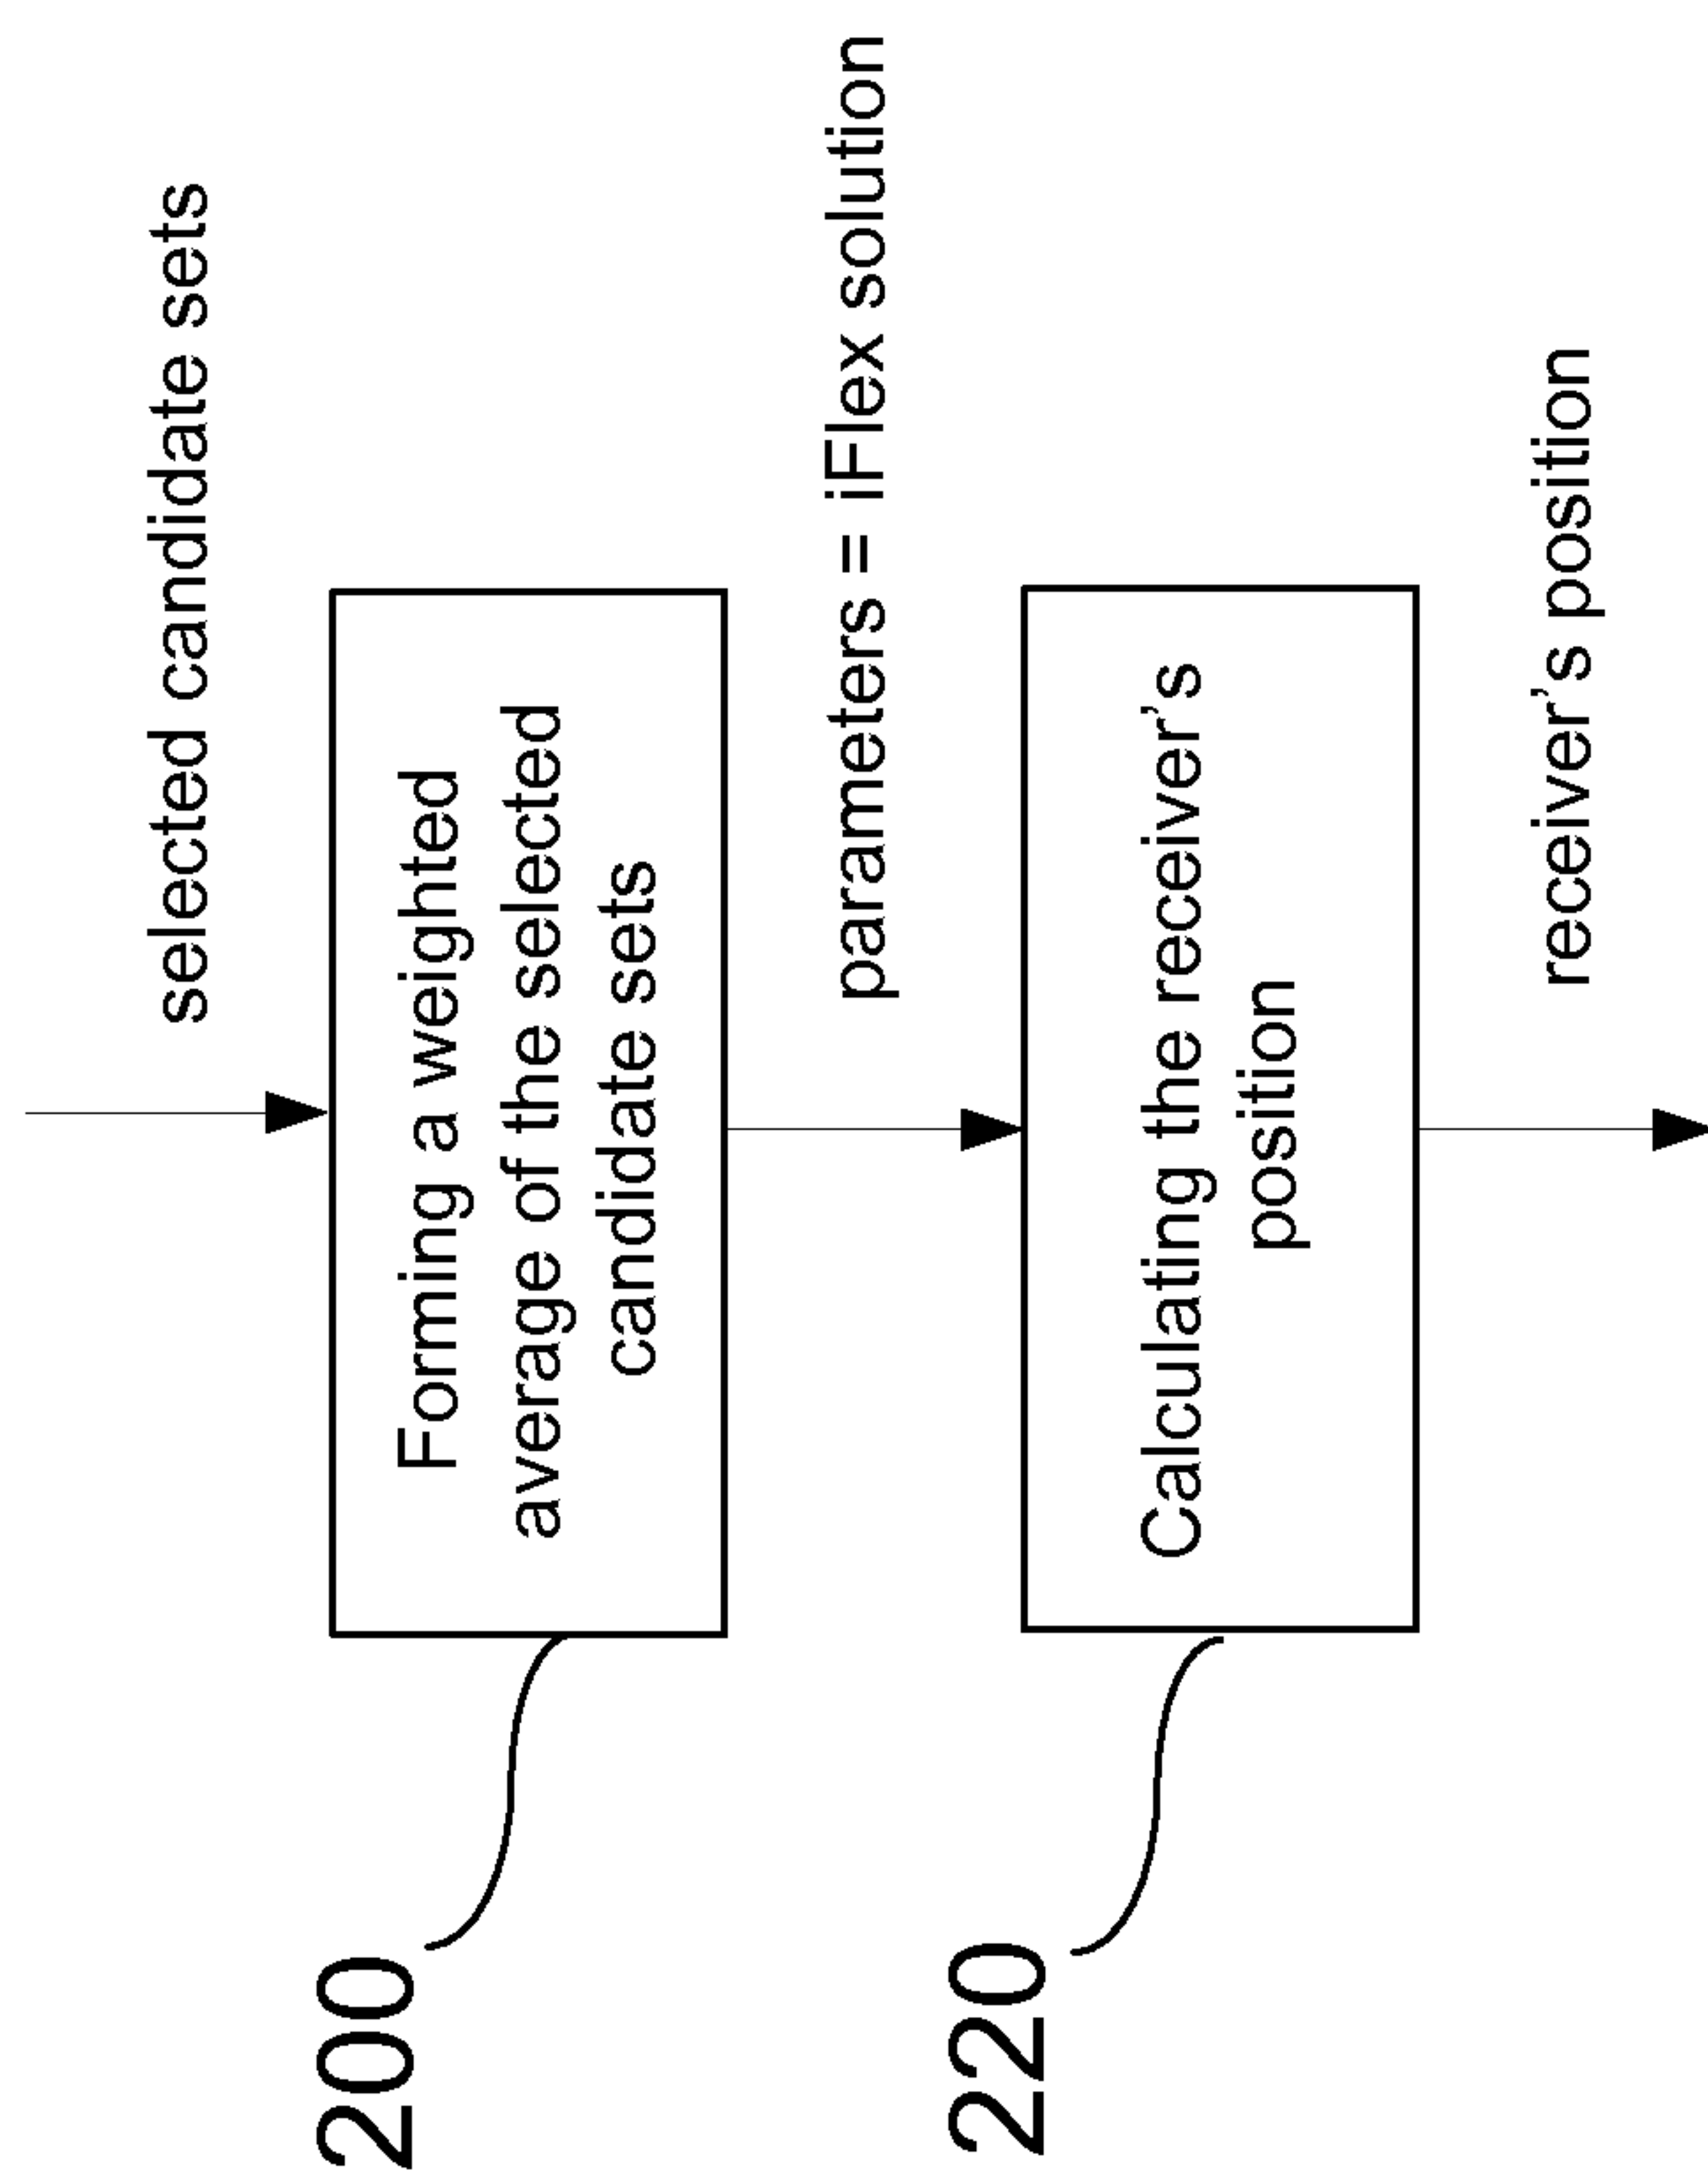 selected candidate sets
200
Forming a weighted
average of the selected
candidate sets
parameters = iFlex solution
220
Calculating the receiver's
position
receiver's position